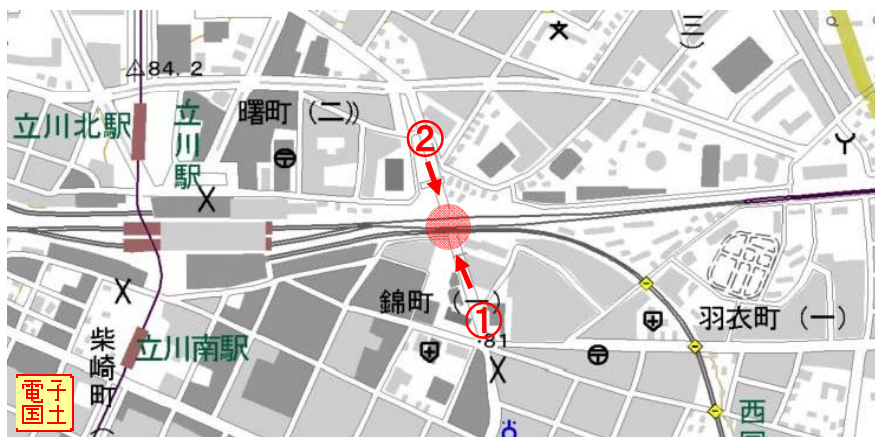 84.2
三)
立川北駅
立川駅
曙町 (二)
②
錦町 (一)
①
.81
羽衣町 (一)
立川南駅
柴崎町 (
電子
国土
西